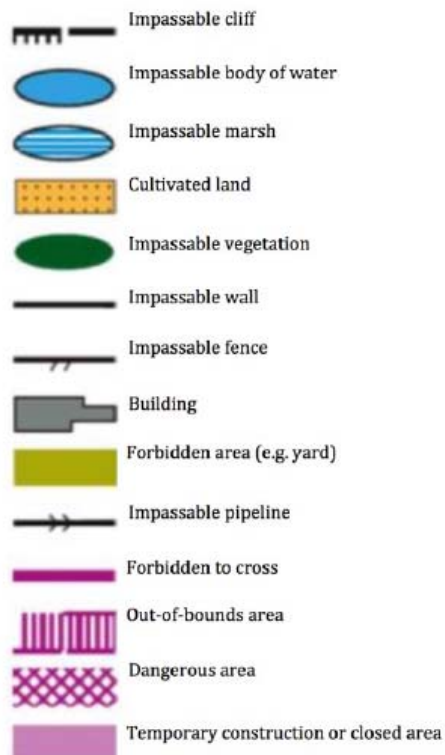 Impassable cliff
Impassable body of water
Impassable marsh
Cultivated land
Impassable vegetation
Impassable wall
Impassable fence
Building
Forbidden area (e.g. yard)
Impassable pipeline
Forbidden to cross
Out-of-bounds area
Dangerous area
Temporary construction or closed area